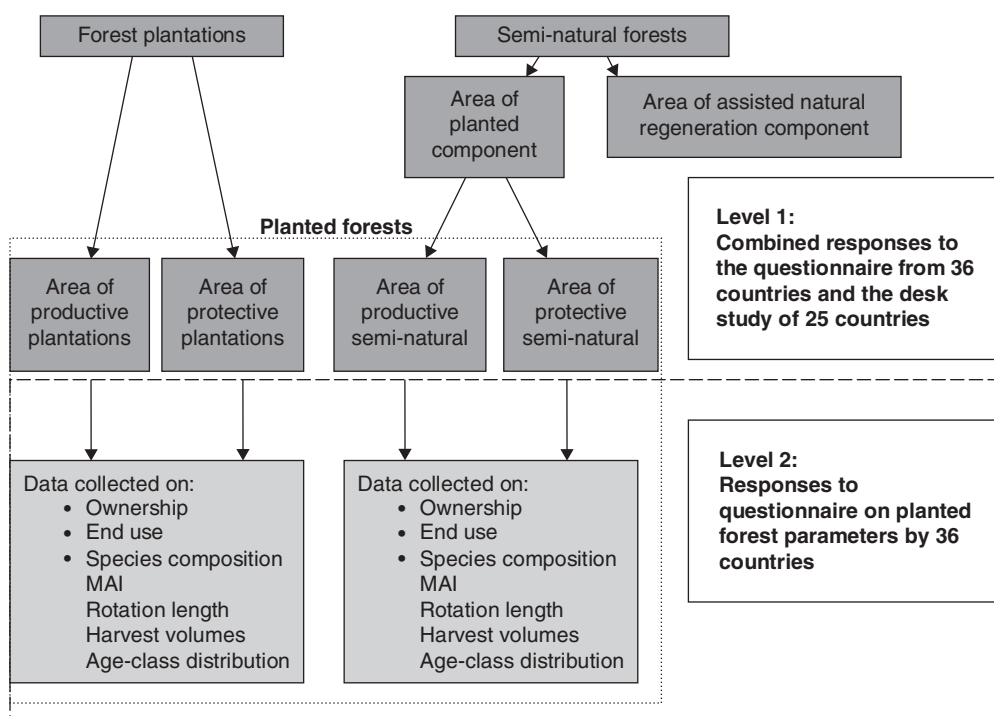 Forest plantations
Semi-natural forests
Area of
planted
component
Area of assisted natural
regeneration component
Planted forests
Area of
productive
plantations
Area of
protective
plantations
Area of
productive
semi-natural
Area of
protective
semi-natural
Level 1:
Combined responses to
the questionnaire from 36
countries and the desk
study of 25 countries
Data collected on:
• Ownership
• End use
• Species composition
MAI
Rotation length
Harvest volumes
Age-class distribution
Data collected on:
• Ownership
• End use
• Species composition
MAI
Rotation length
Harvest volumes
Age-class distribution
Level 2:
Responses to
questionnaire on planted
forest parameters by 36
countries